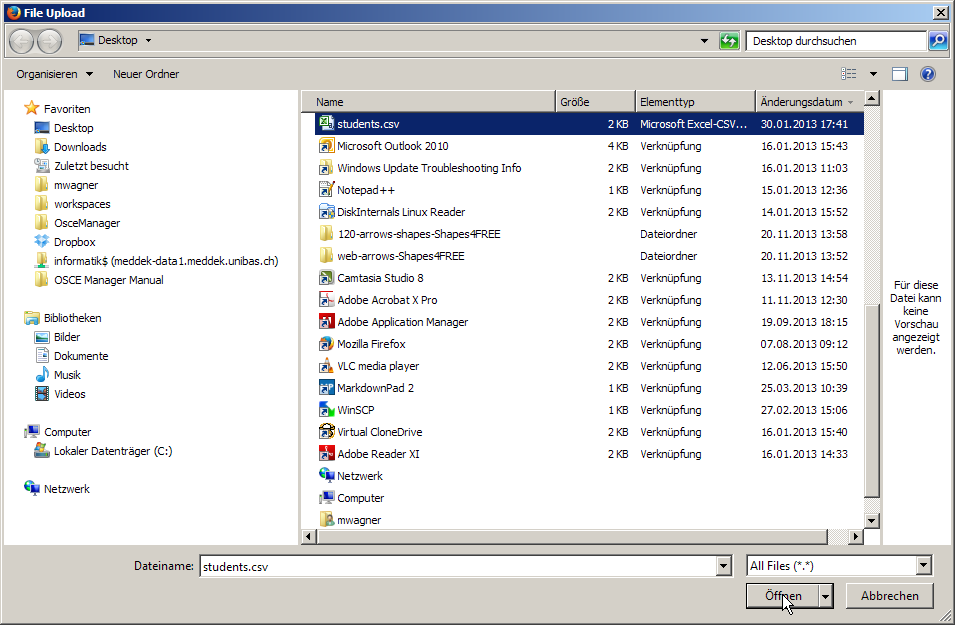 File Upload
Desktop
Desktop durchsuchen
Organisieren
Neuer Ordner
Favoriten
Desktop
Downloads
Zuletzt besucht
mwagner
workspaces
OsceManager
Dropbox
informatik$ (meddek-data1.meddek.unibas.ch)
OSCE Manager Manual
Bibliotheken
Bilder
Dokumente
Musik
Videos
Computer
Lokaler Datenträger (C:)
Netzwerk
Name Größe Elementtyp Änderungsdatum
students.csv 2 KB Microsoft Excel-CSV... 30.01.2013 17:41
Microsoft Outlook 2010 4 KB Verknüpfung 16.01.2013 15:43
Windows Update Troubleshooting Info 2 KB Verknüpfung 16.01.2013 11:03
Notepad++ 1 KB Verknüpfung 15.01.2013 12:36
DiskInternals Linux Reader 2 KB Verknüpfung 14.01.2013 15:52
120-arrows-shapes-Shapes4FREE Dateiordner 20.11.2013 13:58
web-arrows-Shapes4FREE Dateiordner 20.11.2013 13:52
Camtasia Studio 8 2 KB Verknüpfung 13.11.2013 14:54
Adobe Acrobat X Pro 2 KB Verknüpfung 11.11.2013 12:30
Adobe Application Manager 2 KB Verknüpfung 19.09.2013 18:15
Mozilla Firefox 2 KB Verknüpfung 07.08.2013 09:12
VLC media player 2 KB Verknüpfung 12.06.2013 15:50
MarkdownPad 2 1 KB Verknüpfung 25.03.2013 10:39
WinSCP 1 KB Verknüpfung 27.02.2013 15:06
Virtual CloneDrive 2 KB Verknüpfung 16.01.2013 15:40
Adobe Reader XI 2 KB Verknüpfung 16.01.2013 14:33
Netzwerk
Computer
mwagner
Für diese
Datei kann
keine
Vorschau
angezeigt
werden.
Dateiname: students.csv
All Files (*.*)
Öffnen
Abbrechen